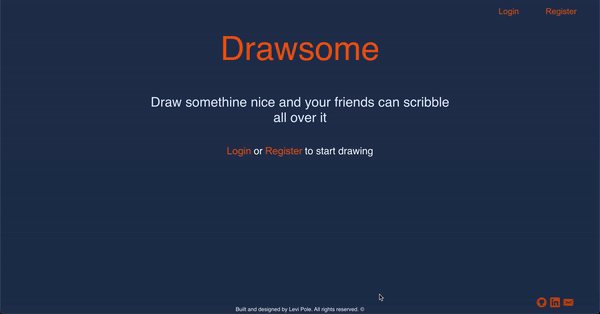 Login Register
Drawsome
Draw somethine nice and your friends can scribble
all over it
Login or Register to start drawing
Built and designed by Levi Pole. All rights reserved. ©